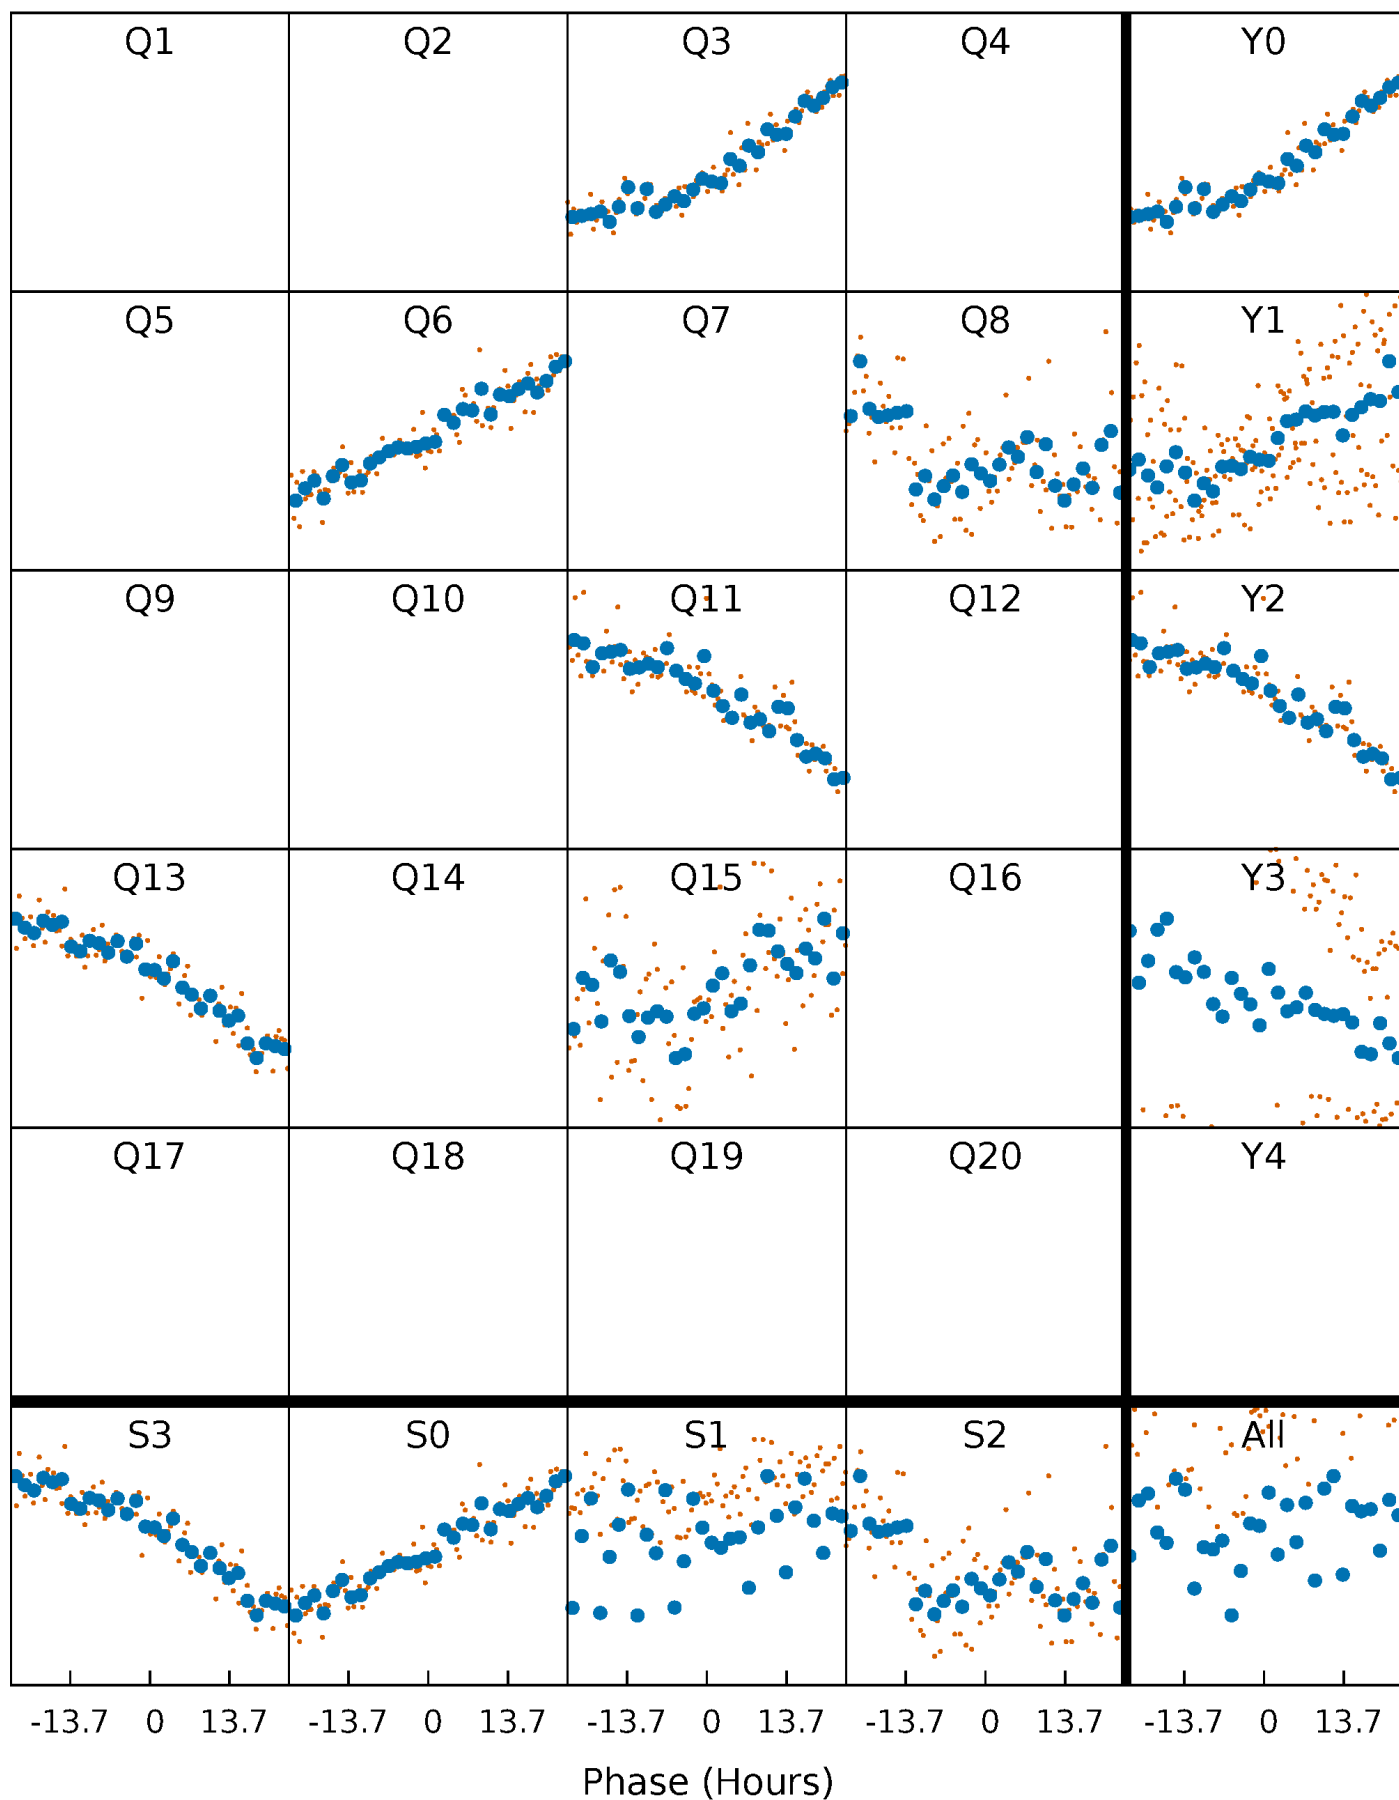 Q1 Q2 Q3 Q4 Y0
Q5 Q6 Q7 Q8 Y1
Q9 Q10 Q11 Q12 Y2
Q13 Q14 Q15 Q16 Y3
Q17 Q18 Q19 Q20 Y4
S3 S0 S1 S2 All
-13.7 0 13.7 -13.7 0 13.7 -13.7 0 13.7 -13.7 0 13.7 -13.7 0 13.7
Phase (Hours)